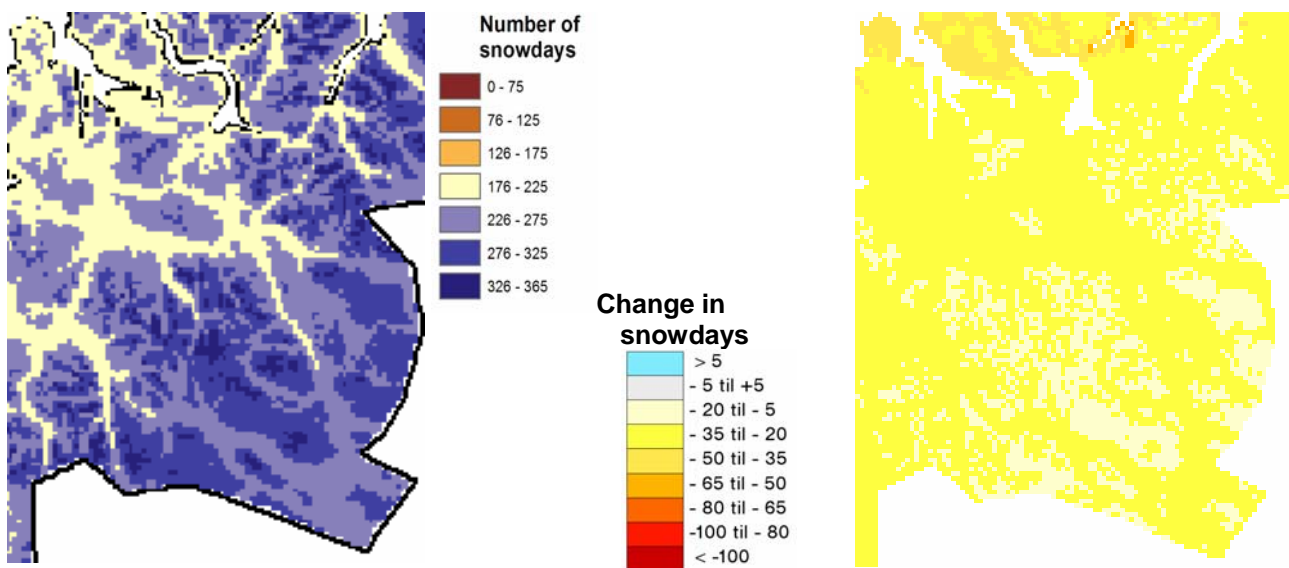 Number of
snowdays
0 - 75
76 - 125
126 - 175
176 - 225
226 - 275
276 - 325
326 - 365
Change in
snowdays
> 5
- 5 til +5
- 20 til - 5
- 35 til - 20
- 50 til - 35
- 65 til - 50
- 80 til - 65
-100 til - 80
< -100